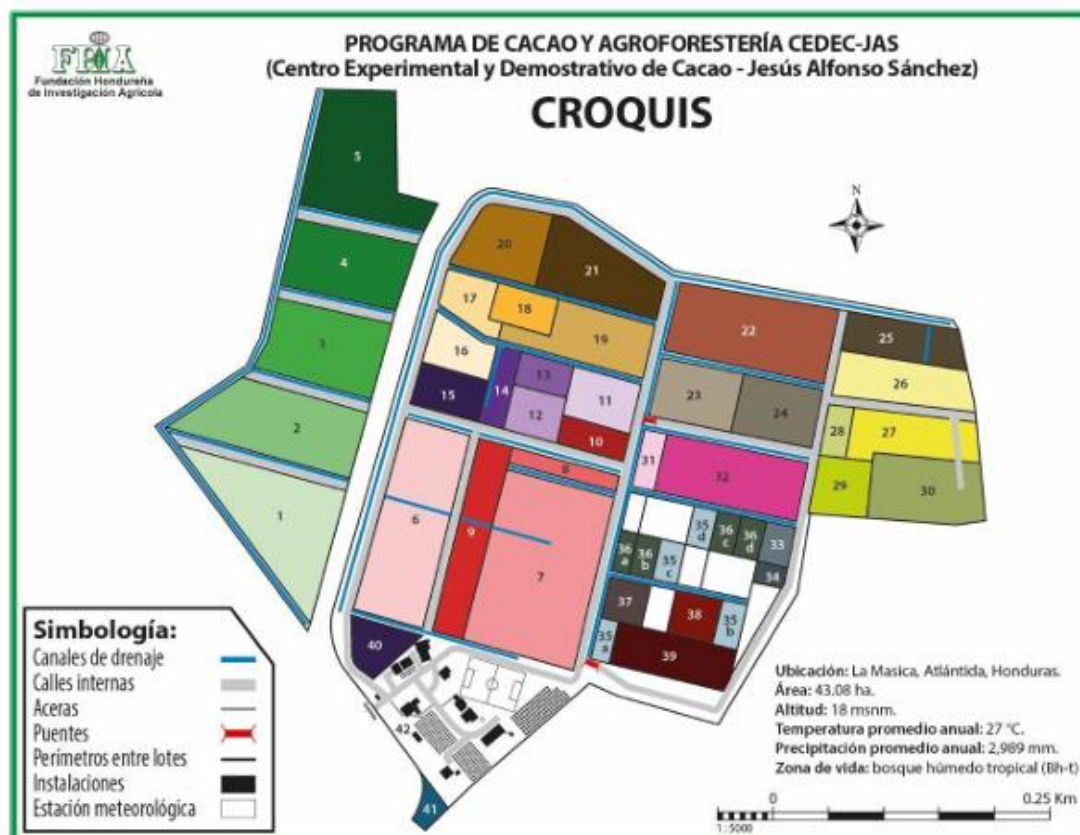 FHIA
Fundación Hondureña
de Investigación Agrícola
PROGRAMA DE CACAO Y AGROFORESTERÍA CEDEC-JAS
(Centro Experimental y Demostrativo de Cacao - Jesús Alfonso Sánchez)
CROQUIS
N
5
4
3
2
1
20
21
17
18
19
16
15
14
13
12
11
10
22
23
24
25
26
27
28
29
30
31
32
8
6
9
7
35
d
36
c
36
d
33
36
a
36
b
35
c
34
37
38
35
b
35
a
39
40
42
41
Simbología:
Canales de drenaje
Calles internas
Aceras
Puentes
Perímetros entre lotes
Instalaciones
Estación meteorológica
Ubicación: La Masica, Atlántida, Honduras.
Área: 43.08 ha.
Altitud: 18 msnm.
Temperatura promedio anual: 27 °C.
Precipitación promedio anual: 2,989 mm.
Zona de vida: bosque húmedo tropical (Bh-t)
0 0.25 Km
1:5000